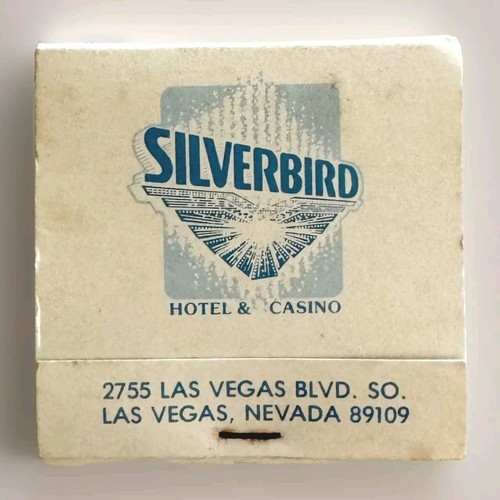 SILVERBIRD
HOTEL & CASINO
2755 LAS VEGAS BLVD. SO.
LAS VEGAS, NEVADA 89109